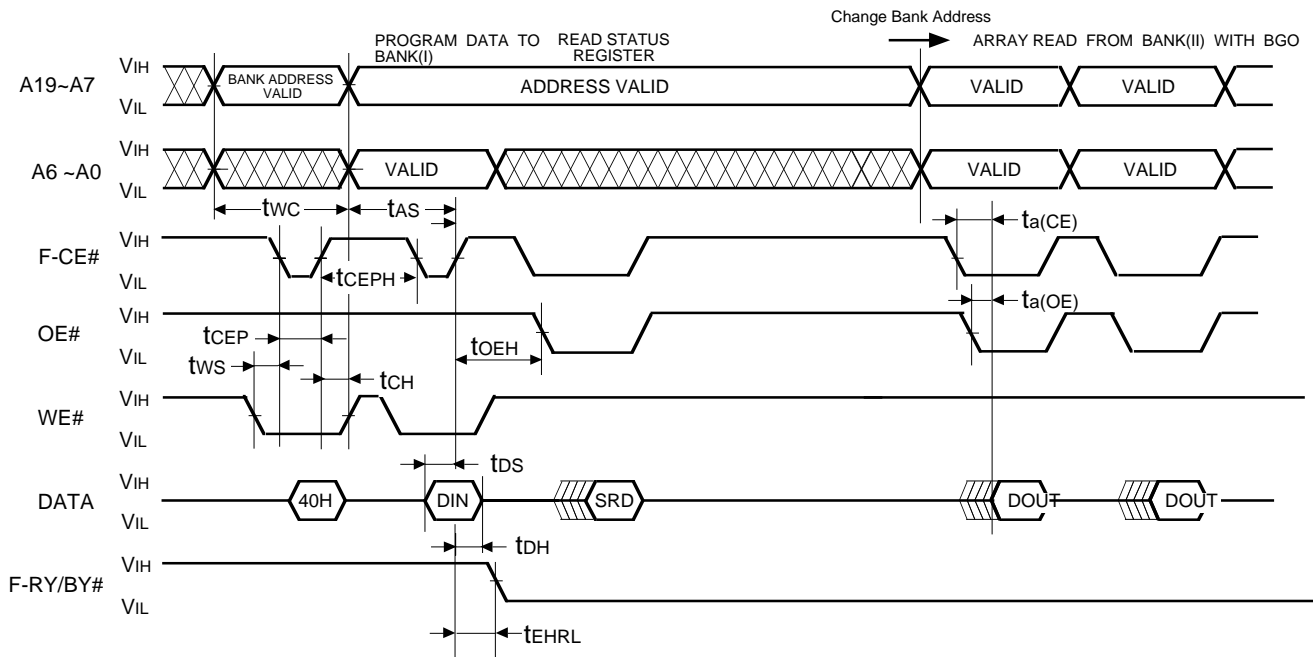 Change Bank Address
PROGRAM DATA TO BANK(I)
READ STATUS REGISTER
ARRAY READ FROM BANK(II) WITH BGO
A19~A7
VIH
VIL
BANK ADDRESS VALID
ADDRESS VALID
VALID
VALID
A6 ~A0
VIH
VIL
VALID
VALID
VALID
tWC
tAS
ta(CE)
F-CE#
VIH
VIL
tCEPH
ta(OE)
OE#
VIH
VIL
tCEP
tOEH
tWS
tCH
WE#
VIH
VIL
tDS
DATA
VIH
VIL
40H
DIN
SRD
DOUT
DOUT
tDH
F-RY/BY#
VIH
VIL
tEHRL